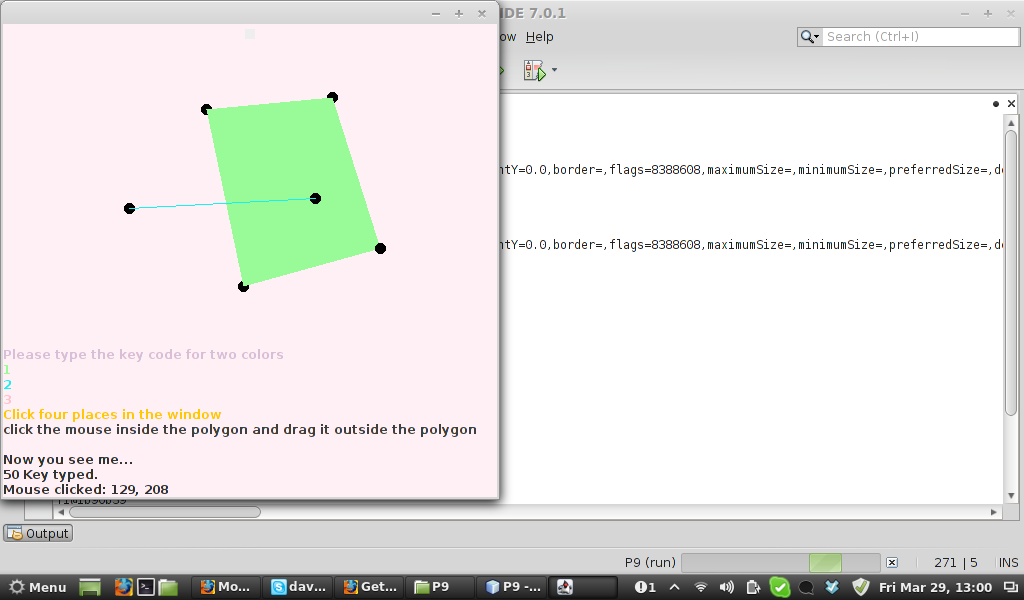 IDE 7.0.1
ow Help
Search (Ctrl+I)
ntY=0.0,border=,flags=8388608,maximumSize=,minimumSize=,preferredSize=,d
ntY=0.0,border=,flags=8388608,maximumSize=,minimumSize=,preferredSize=,d
Please type the key code for two colors
1
2
3
Click four places in the window
click the mouse inside the polygon and drag it outside the polygon
Now you see me...
50 Key typed.
Mouse clicked: 129, 208
Output
P9 (run)
271 | 5 INS
Menu
Mo...
dav...
Get...
P9
P9 -...
1
Fri Mar 29, 13:00